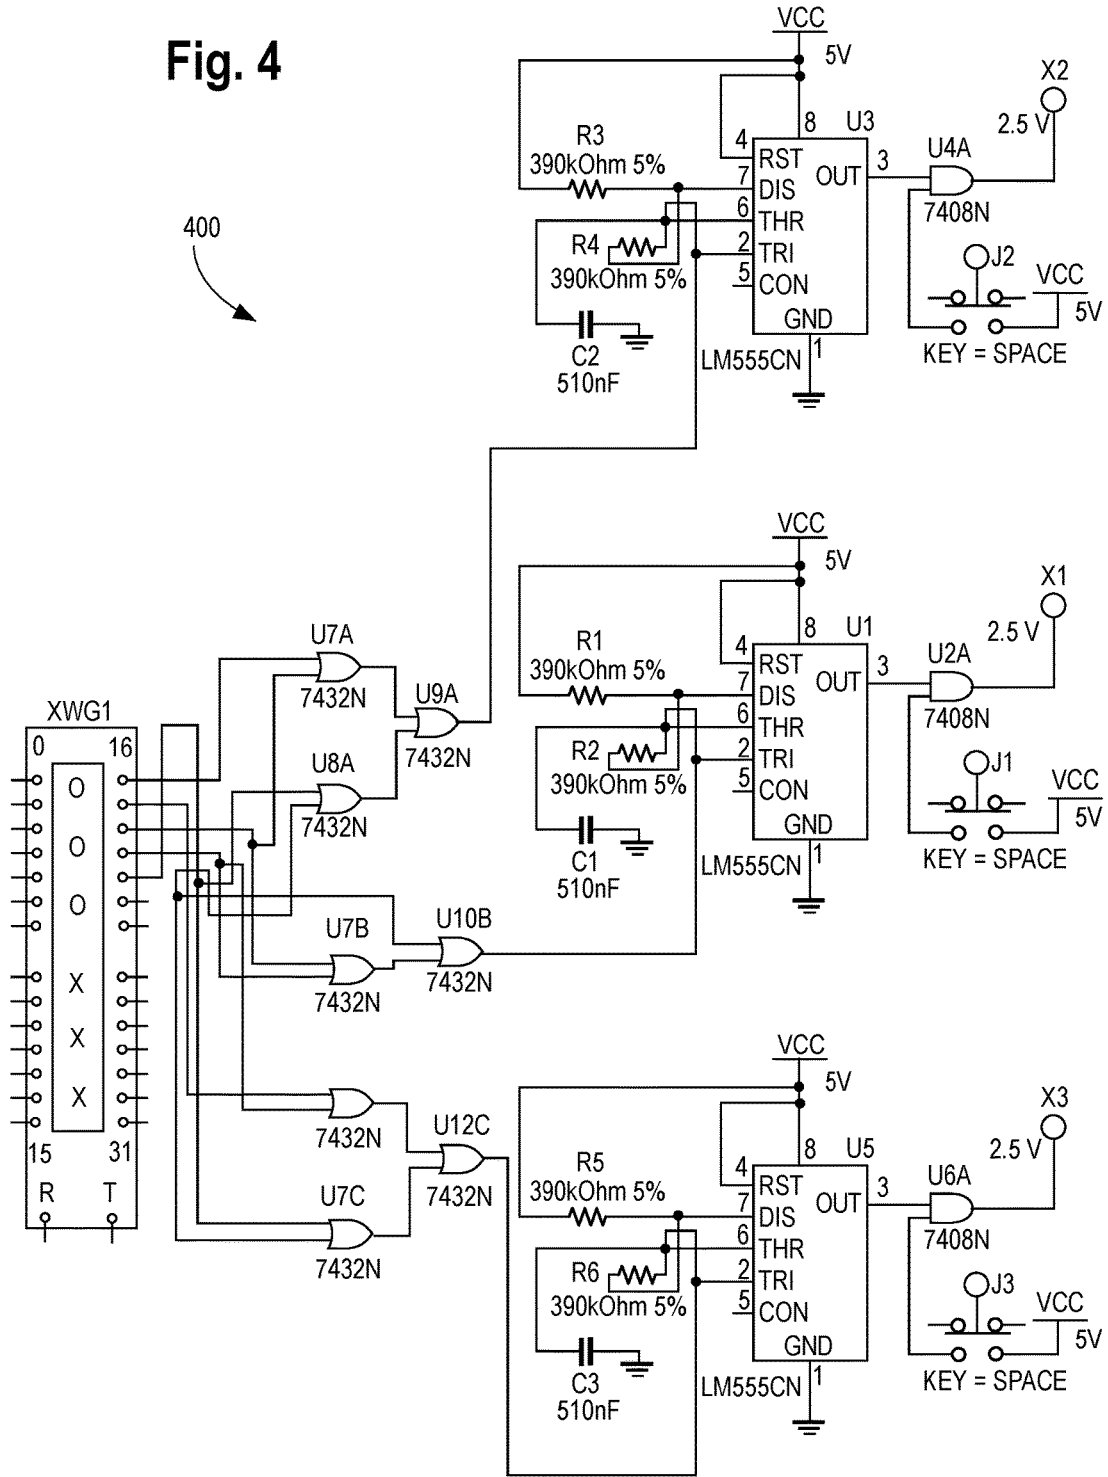 Fig. 4
400
VCC
5V
X2
2.5 V
8
U3
4
RST
R3
390kOhm 5%
7
DIS
OUT
3
U4A
7408N
6
THR
R4
2
TRI
390kOhm 5%
5
CON
J2
VCC
5V
GND
C2
510nF
LM555CN
1
KEY = SPACE
VCC
5V
X1
2.5 V
8
U1
4
RST
R1
390kOhm 5%
7
DIS
OUT
3
U2A
7408N
6
THR
R2
2
TRI
390kOhm 5%
5
CON
J1
VCC
5V
GND
C1
510nF
LM555CN
1
KEY = SPACE
U7A
7432N
U9A
7432N
U8A
7432N
XWG1
0
16
O
O
O
X
X
X
15
31
R
T
U7B
7432N
U10B
7432N
7432N
U12C
7432N
U7C
7432N
VCC
5V
X3
2.5 V
8
U5
4
RST
R5
390kOhm 5%
7
DIS
OUT
3
U6A
7408N
6
THR
R6
2
TRI
390kOhm 5%
5
CON
J3
VCC
5V
GND
C3
510nF
LM555CN
1
KEY = SPACE